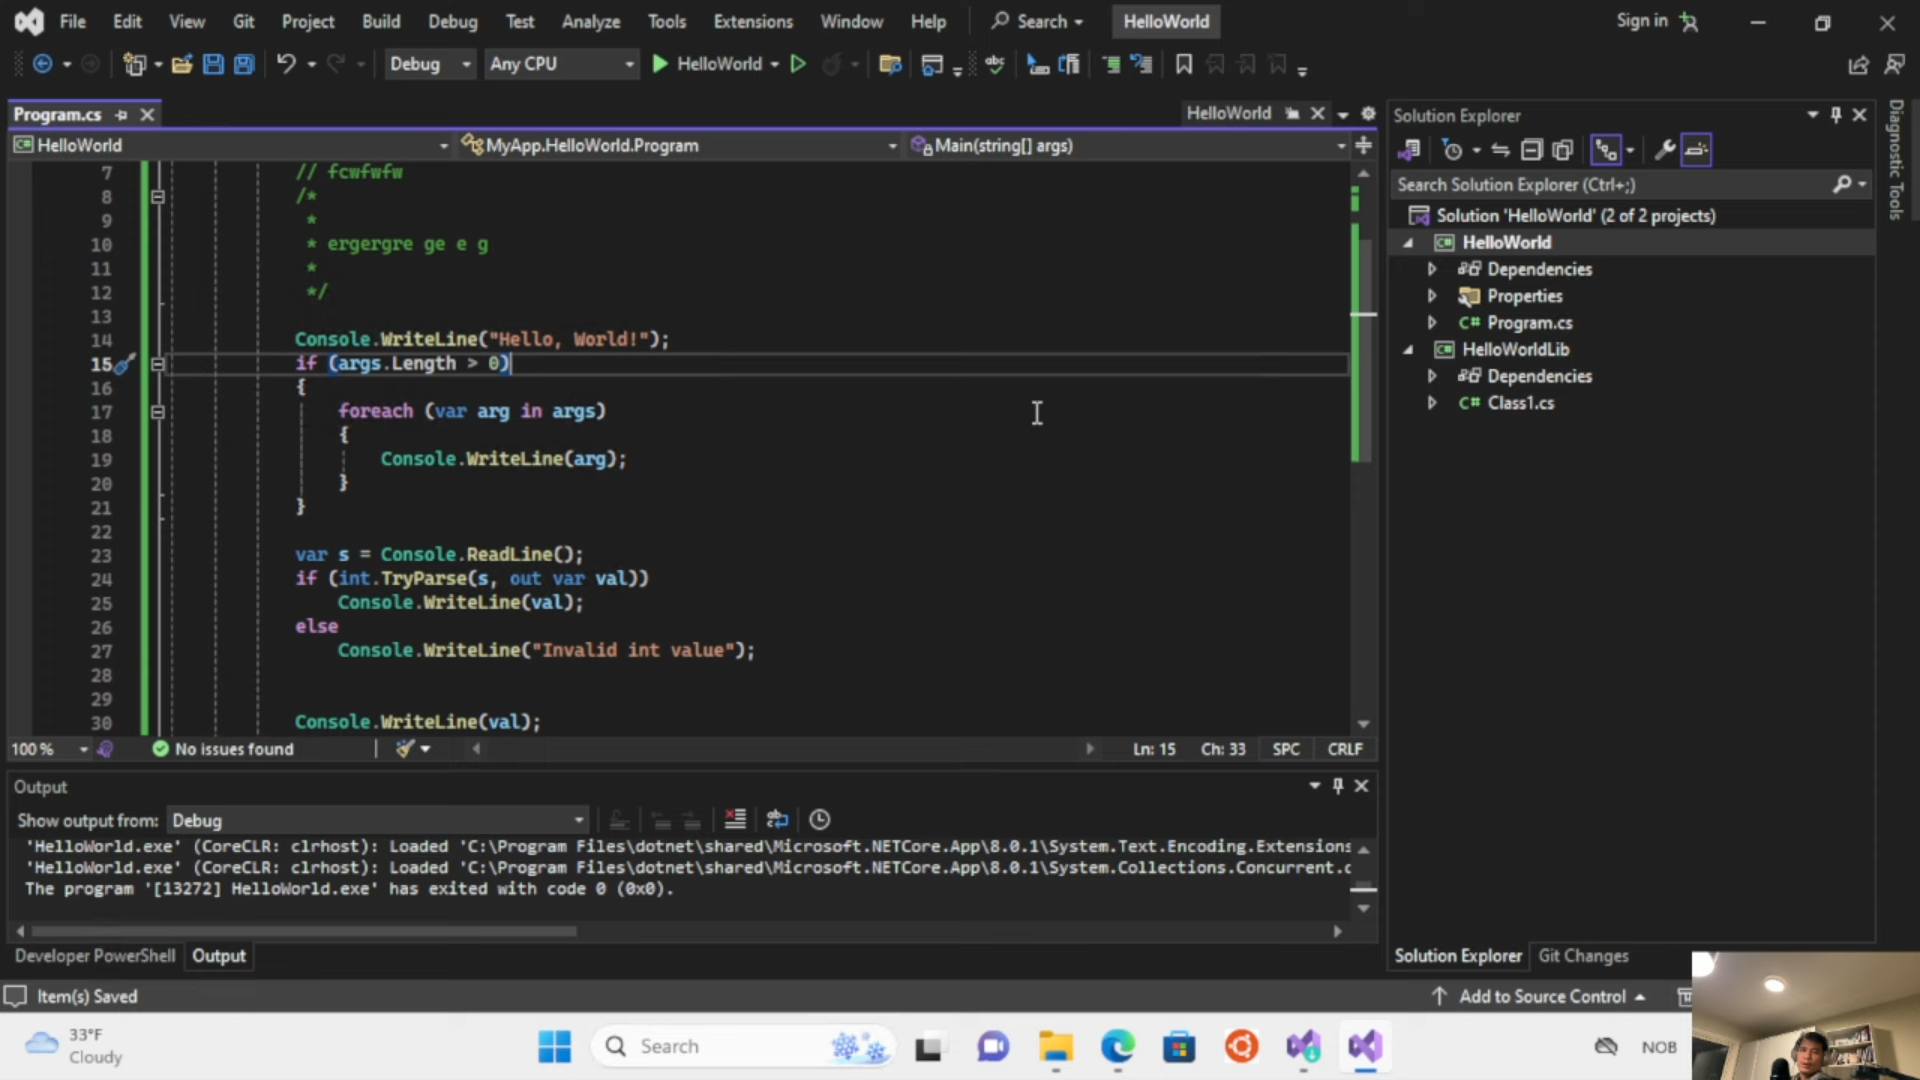 File Edit View Git Project Build Debug Test Analyze Tools Extensions Window Help Search HelloWorld Sign in
Debug Any CPU HelloWorld
Program.cs HelloWorld
HelloWorld MyApp.HelloWorld.Program Main(string[] args)
7 // fcwfwfw
8 /*
9 *
10 * ergergre ge e g
11 *
12 */
13
14 Console.WriteLine("Hello, World!");
15 if (args.Length > 0)
16 {
17 foreach (var arg in args)
18 {
19 Console.WriteLine(arg);
20 }
21 }
22
23 var s = Console.ReadLine();
24 if (int.TryParse(s, out var val))
25 Console.WriteLine(val);
26 else
27 Console.WriteLine("Invalid int value");
28
29
30 Console.WriteLine(val);
100 % No issues found Ln: 15 Ch: 33 SPC CRLF
Output
Show output from: Debug
'HelloWorld.exe' (CoreCLR: clrhost): Loaded 'C:\Program Files\dotnet\shared\Microsoft.NETCore.App\8.0.1\System.Text.Encoding.Extensions
'HelloWorld.exe' (CoreCLR: clrhost): Loaded 'C:\Program Files\dotnet\shared\Microsoft.NETCore.App\8.0.1\System.Collections.Concurrent.c
The program '[13272] HelloWorld.exe' has exited with code 0 (0x0).
Developer PowerShell Output
Solution Explorer
Search Solution Explorer (Ctrl+;)
Solution 'HelloWorld' (2 of 2 projects)
C# HelloWorld
Dependencies
Properties
C# Program.cs
C# HelloWorldLib
Dependencies
C# Class1.cs
Solution Explorer Git Changes
Diagnostic Tools
Item(s) Saved Add to Source Control
33°F
Cloudy
Search
NOB